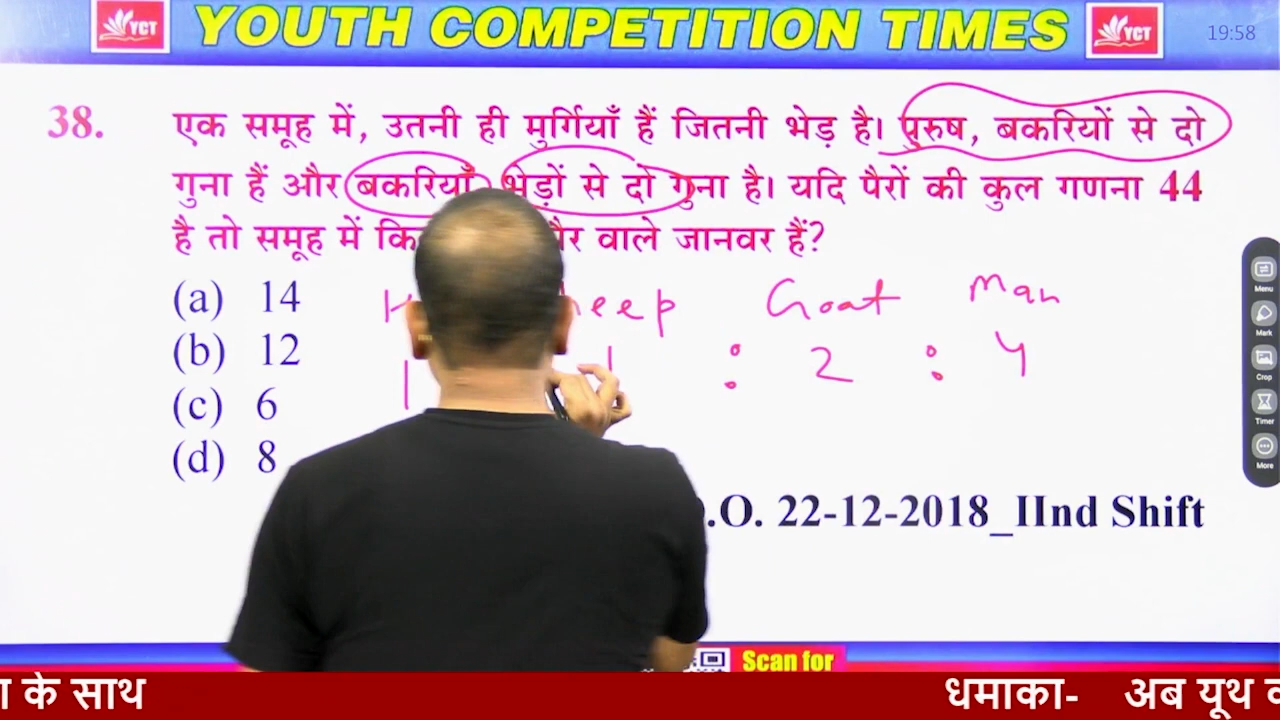 YCT YOUTH COMPETITION TIMES YCT 19:58
38. एक समूह में, उतनी ही मुर्गियाँ हैं जितनी भेड़ है। पुरुष, बकरियों से दो
गुना हैं और बकरियाँ भेड़ों से दो गुना है। यदि पैरों की कुल गणना 44
है तो समूह में वाले जानवर हैं?
(a) 14
(b) 12
(c) 6
(d) 8
Goat Man
1 : 2 : 4
.O. 22-12-2018_IInd Shift
Menu
Mark
Crop
Timer
More
Scan for
के साथ धमाका- अब यूथ